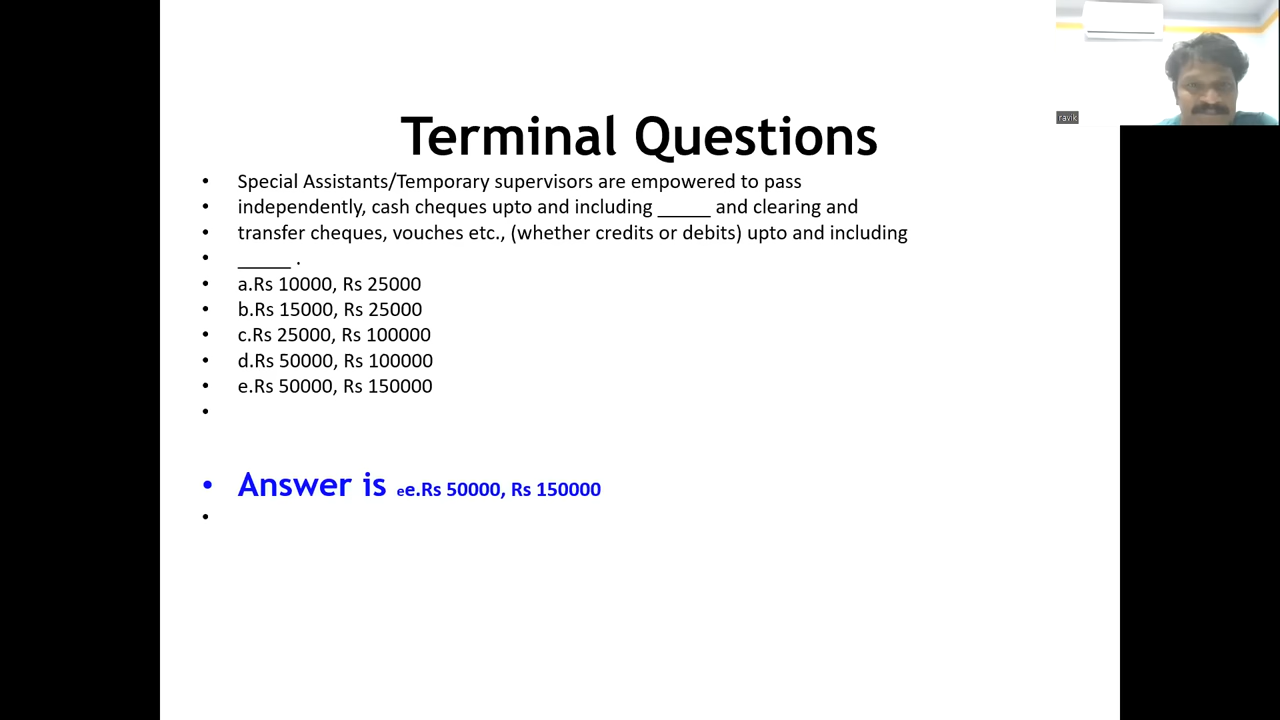 Terminal Questions
• Special Assistants/Temporary supervisors are empowered to pass
• independently, cash cheques upto and including _____ and clearing and
• transfer cheques, vouches etc., (whether credits or debits) upto and including
• _____ .
• a.Rs 10000, Rs 25000
• b.Rs 15000, Rs 25000
• c.Rs 25000, Rs 100000
• d.Rs 50000, Rs 100000
• e.Rs 50000, Rs 150000
•
• Answer is ee.Rs 50000, Rs 150000
•
ravik